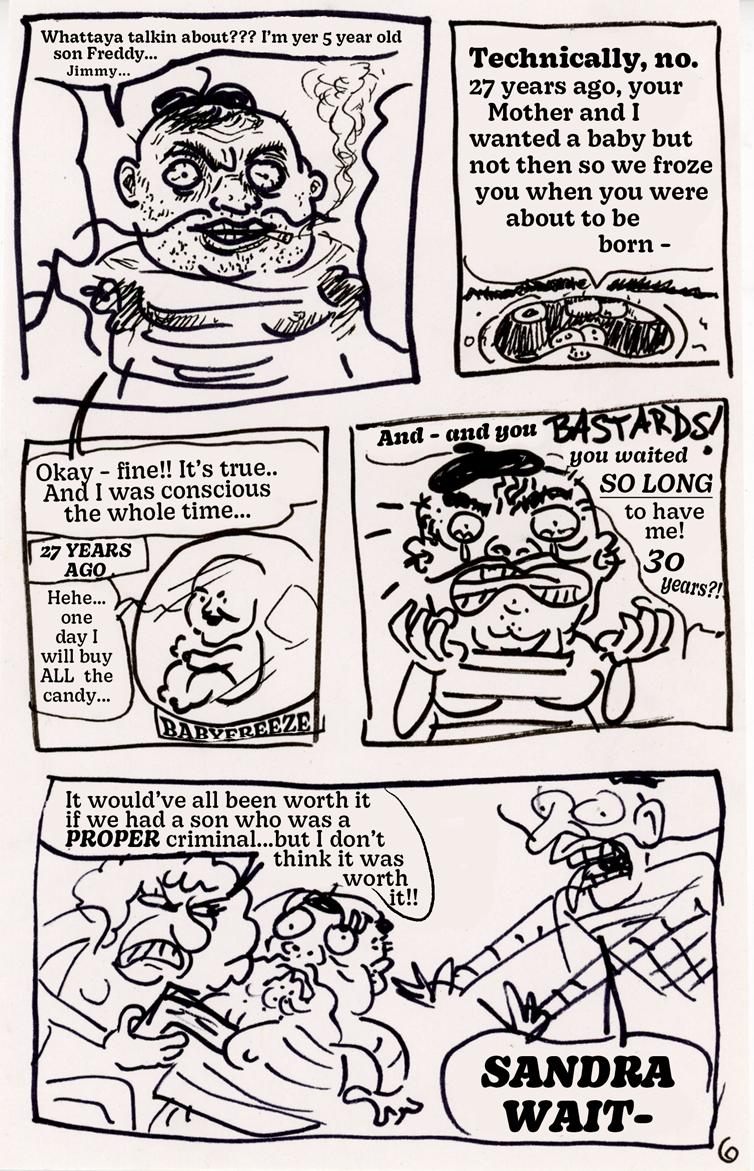 Whattaya talkin about??? I'm yer 5 year old
son Freddy...
Jimmy...
Technically, no.
27 years ago, your
Mother and I
wanted a baby but
not then so we froze
you when you were
about to be
born -
Okay - fine!! It's true..
And I was conscious
the whole time...
27 YEARS
AGO
Hehe...
one
day I
will buy
ALL the
candy...
BABYFREEZE
And - and you BASTARDS!
you waited
SO LONG
to have
me!
30
years?!
It would've all been worth it
if we had a son who was a
PROPER criminal...but I don't
think it was
worth
it!!
SANDRA
WAIT-
6